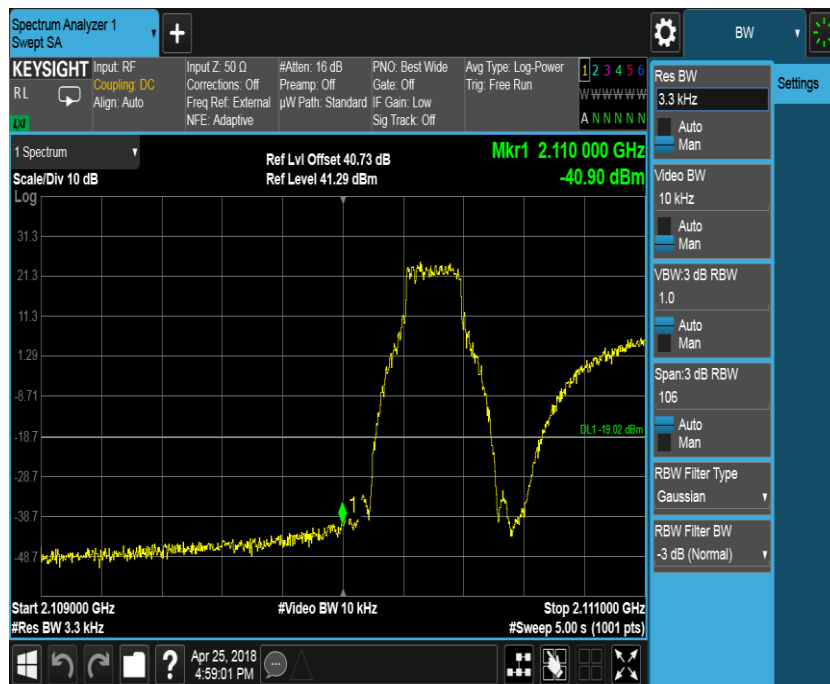 Spectrum Analyzer 1
Swept SA
+
BW
KEYSIGHT
RL
LXI
Input: RF
Coupling: DC
Align: Auto
Input Z: 50 Ω
Corrections: Off
Freq Ref: External
NFE: Adaptive
#Atten: 16 dB
Preamp: Off
µW Path: Standard
PNO: Best Wide
Gate: Off
IF Gain: Low
Sig Track: Off
Avg Type: Log-Power
Trig: Free Run
1 2 3 4 5 6
W W W W W W
A N N N N N
1 Spectrum
Scale/Div 10 dB
Ref Lvl Offset 40.73 dB
Ref Level 41.29 dBm
Mkr1 2.110 000 GHz
-40.90 dBm
Log
31.3
21.3
11.3
1.29
-8.71
-18.7
-28.7
-38.7
-48.7
DL1 -19.02 dBm
1
Start 2.109000 GHz
#Res BW 3.3 kHz
#Video BW 10 kHz
Stop 2.111000 GHz
#Sweep 5.00 s (1001 pts)
Res BW
3.3 kHz
Auto
Man
Video BW
10 kHz
Auto
Man
VBW:3 dB RBW
1.0
Auto
Man
Span:3 dB RBW
106
Auto
Man
RBW Filter Type
Gaussian
RBW Filter BW
-3 dB (Normal)
Settings
?
Apr 25, 2018
4:59:01 PM